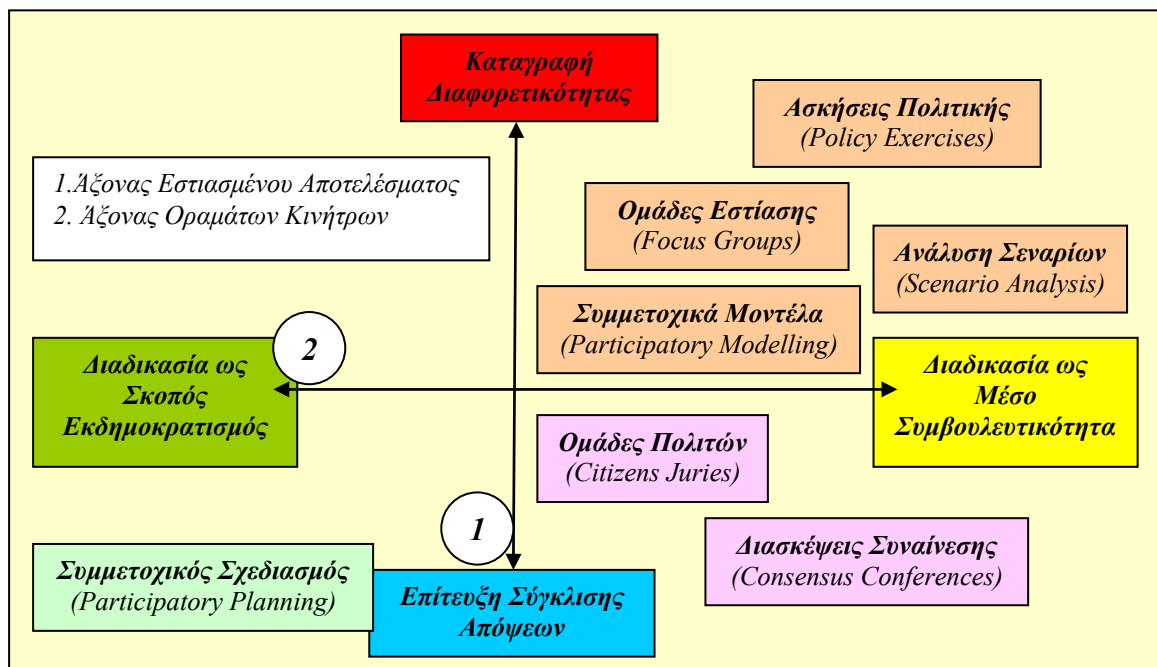 Καταγραφή
Διαφορετικότητας
Ασκήσεις Πολιτικής
(Policy Exercises)
1.Άξονας Εστιασμένου Αποτελέσματος
2. Άξονας Οραμάτων Κινήτρων
Ομάδες Εστίασης
(Focus Groups)
Ανάλυση Σεναρίων
(Scenario Analysis)
Συμμετοχικά Μοντέλα
(Participatory Modelling)
2
Διαδικασία ως
Σκοπός
Εκδημοκρατισμός
Διαδικασία ως
Μέσο
Συμβουλευτικότητα
Ομάδες Πολιτών
(Citizens Juries)
1
Διασκέψεις Συναίνεσης
(Consensus Conferences)
Συμμετοχικός Σχεδιασμός
(Participatory Planning)
Επίτευξη Σύγκλισης
Απόψεων